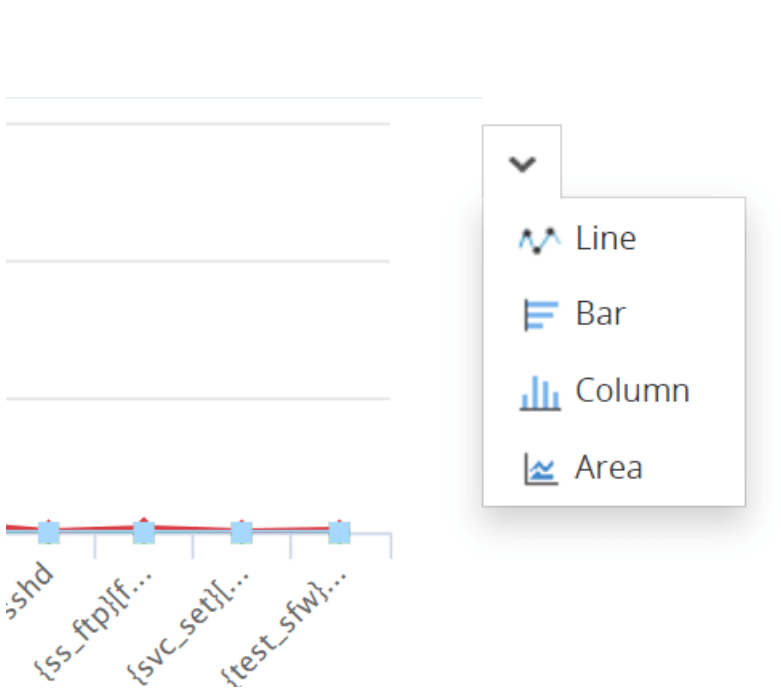 Line
Bar
Column
Area
sshd
{ss_ftp}[f...
{svc_set}[...
{test_sfw}...